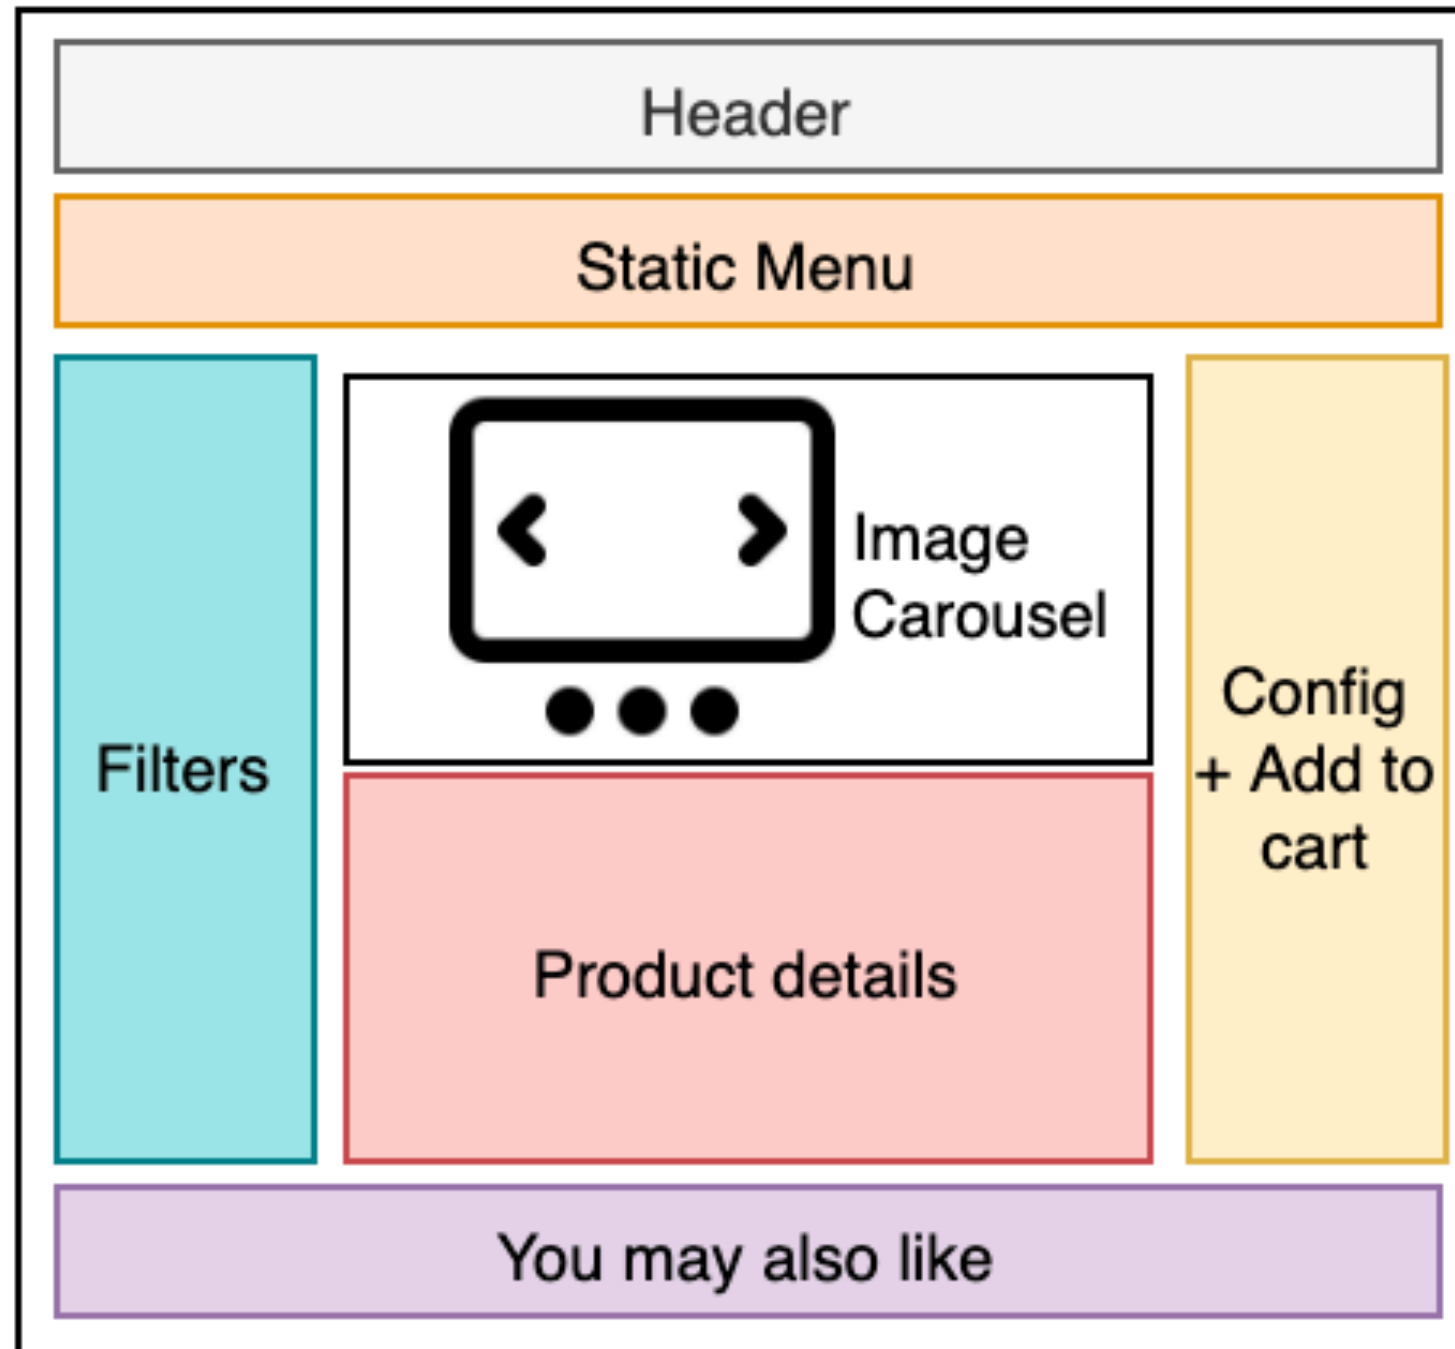 Header
Static Menu
Filters
Image
Carousel
Config
+ Add to
cart
Product details
You may also like